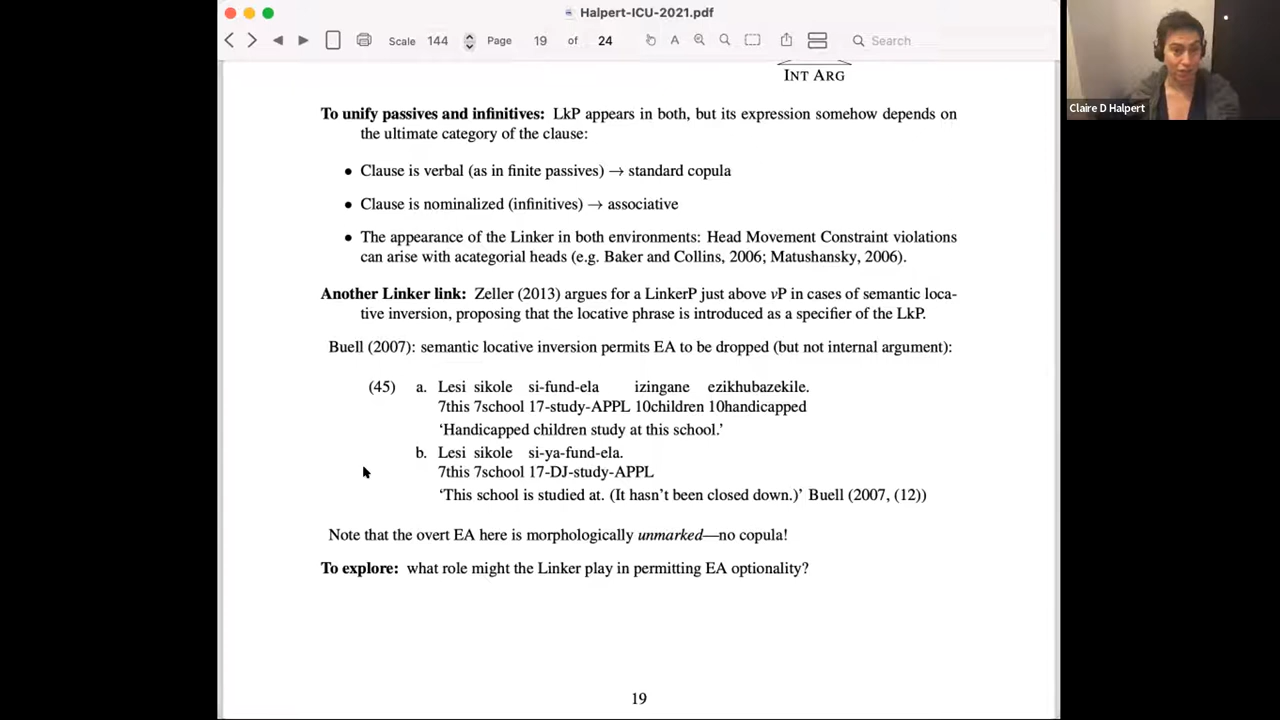 Halpert-ICU-2021.pdf
Scale 144 Page 19 of 24 A Search
INT ARG
To unify passives and infinitives: LkP appears in both, but its expression somehow depends on
the ultimate category of the clause:
• Clause is verbal (as in finite passives) → standard copula
• Clause is nominalized (infinitives) → associative
• The appearance of the Linker in both environments: Head Movement Constraint violations
can arise with acategorial heads (e.g. Baker and Collins, 2006; Matushansky, 2006).
Another Linker link: Zeller (2013) argues for a LinkerP just above vP in cases of semantic loca-
tive inversion, proposing that the locative phrase is introduced as a specifier of the LkP.
Buell (2007): semantic locative inversion permits EA to be dropped (but not internal argument):
(45) a. Lesi sikole si-fund-ela izingane ezikhubazekile.
7this 7school 17-study-APPL 10children 10handicapped
‘Handicapped children study at this school.’
b. Lesi sikole si-ya-fund-ela.
7this 7school 17-DJ-study-APPL
‘This school is studied at. (It hasn’t been closed down.)’ Buell (2007, (12))
Note that the overt EA here is morphologically unmarked—no copula!
To explore: what role might the Linker play in permitting EA optionality?
19
Claire D Halpert